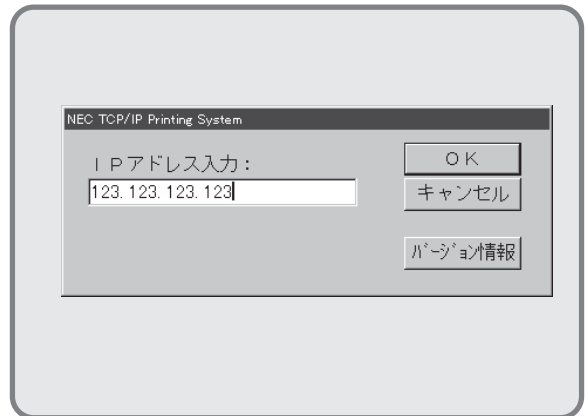 NEC TCP/IP Printing System
ＩＰアドレス入力：
123. 123. 123. 123
ＯＫ
キャンセル
ﾊﾞｰｼﾞｮﾝ情報